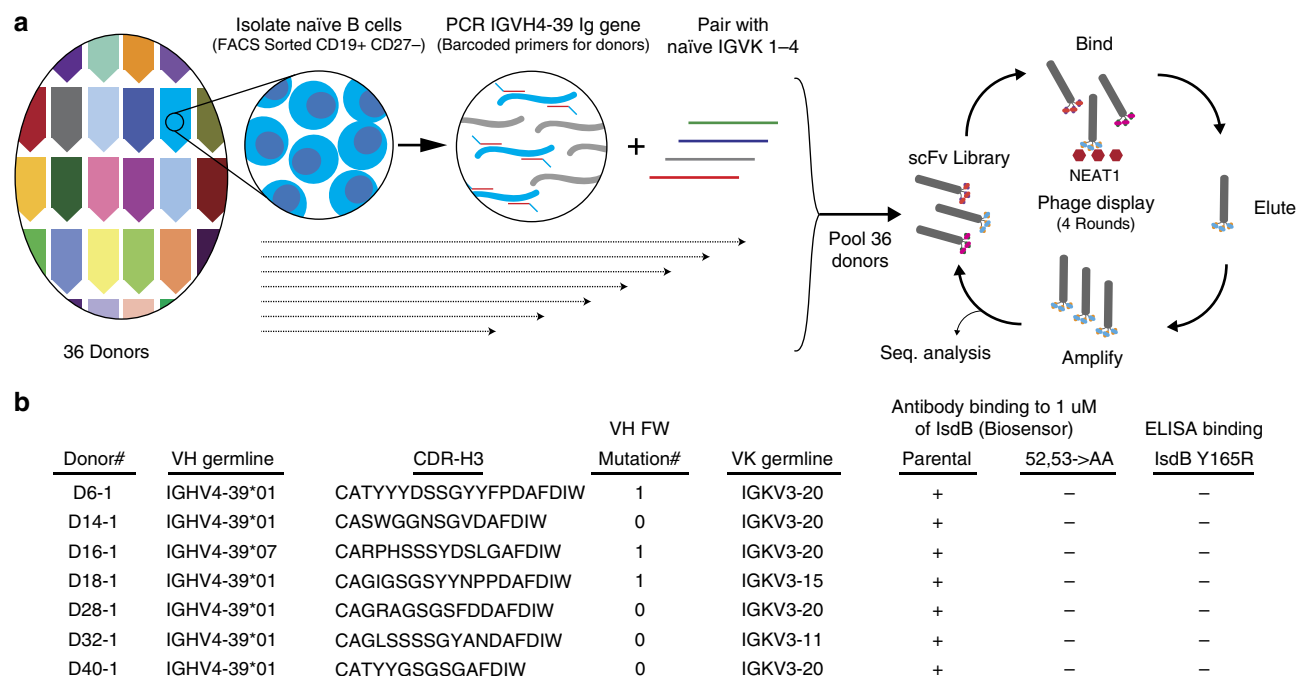 a
Isolate naïve B cells
(FACS Sorted CD19+ CD27–)
PCR IGVH4-39 Ig gene
(Barcoded primers for donors)
Pair with
naïve IGVK 1–4
+
36 Donors
Pool 36
donors
scFv Library
Bind
NEAT1
Phage display
(4 Rounds)
Elute
Amplify
Seq. analysis
b
Antibody binding to 1 uM
of IsdB (Biosensor)
VH FW
ELISA binding
Donor# VH germline CDR-H3 Mutation# VK germline Parental 52,53->AA IsdB Y165R
D6-1 IGHV4-39*01 CATYYYDSSGYYFPDAFDIW 1 IGKV3-20 + – –
D14-1 IGHV4-39*01 CASWGGNSGVDAFDIW 0 IGKV3-20 + – –
D16-1 IGHV4-39*07 CARPHSSSYDSLGAFDIW 1 IGKV3-20 + – –
D18-1 IGHV4-39*01 CAGIGSGSYYNPPDAFDIW 1 IGKV3-15 + – –
D28-1 IGHV4-39*01 CAGRAGSGSFDDAFDIW 0 IGKV3-20 + – –
D32-1 IGHV4-39*01 CAGLSSSSGYANDAFDIW 0 IGKV3-11 + – –
D40-1 IGHV4-39*01 CATYYGSGSGAFDIW 0 IGKV3-20 + – –